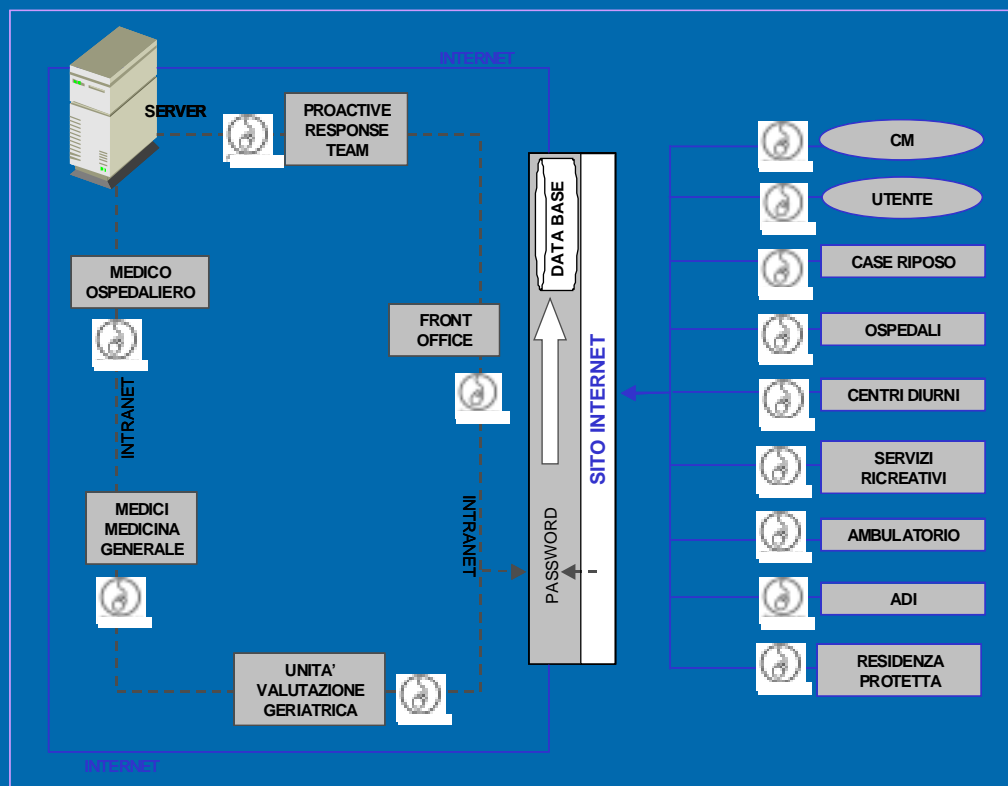 INTERNET
SERVER
PROACTIVE
RESPONSE
TEAM
MEDICO
OSPEDALIERO
INTRANET
MEDICI
MEDICINA
GENERALE
UNITA’
VALUTAZIONE
GERIATRICA
FRONT
OFFICE
INTRANET
INTERNET
DATA BASE
PASSWORD
SITO INTERNET
CM
UTENTE
CASE RIPOSO
OSPEDALI
CENTRI DIURNI
SERVIZI
RICREATIVI
AMBULATORIO
ADI
RESIDENZA
PROTETTA